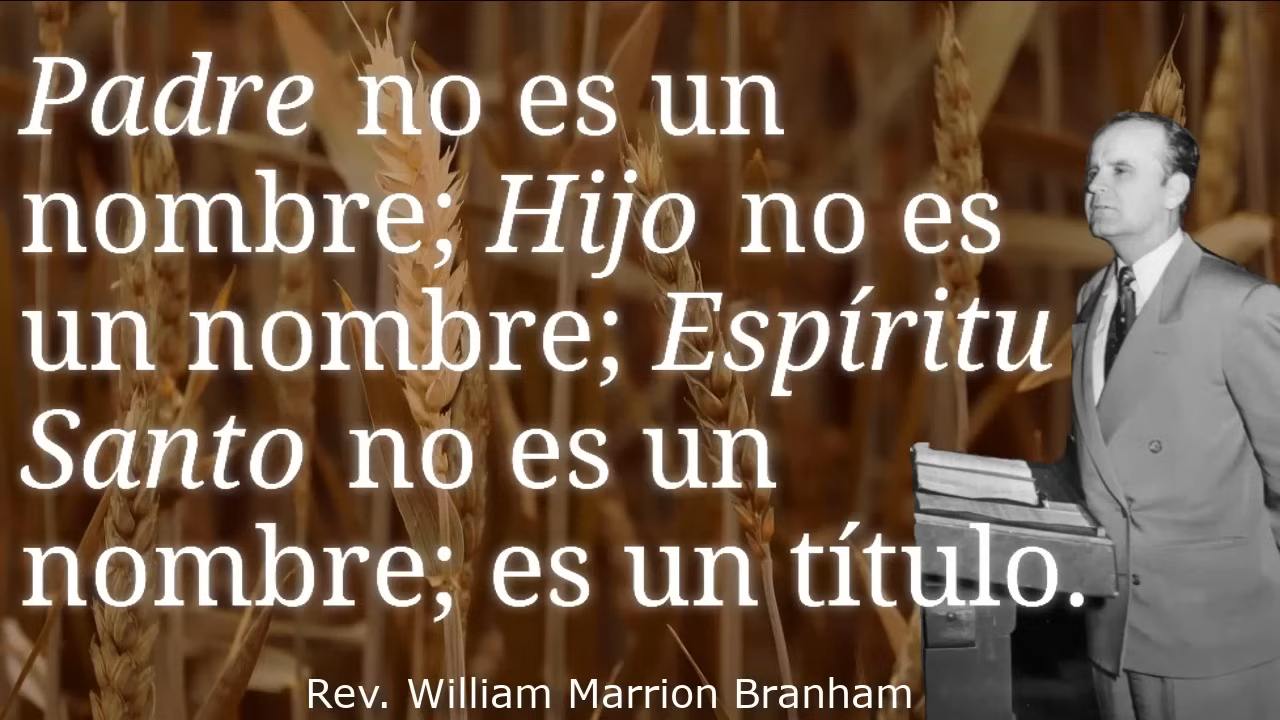 Padre no es un
nombre; Hijo no es
un nombre; Espíritu
Santo no es un
nombre; es un título.
Rev. William Marrion Branham